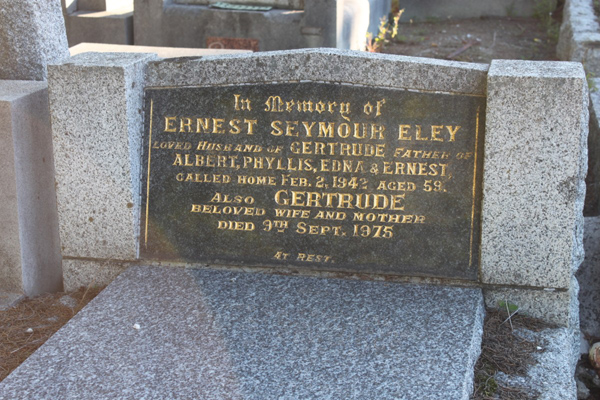 In Memory of
ERNEST SEYMOUR ELEY
LOVED HUSBAND OF GERTRUDE FATHER OF
ALBERT, PHYLLIS, EDNA & ERNEST,
CALLED HOME FEB. 2, 1942 AGED 59.
ALSO GERTRUDE
BELOVED WIFE AND MOTHER
DIED 9TH SEPT. 1975
AT REST.